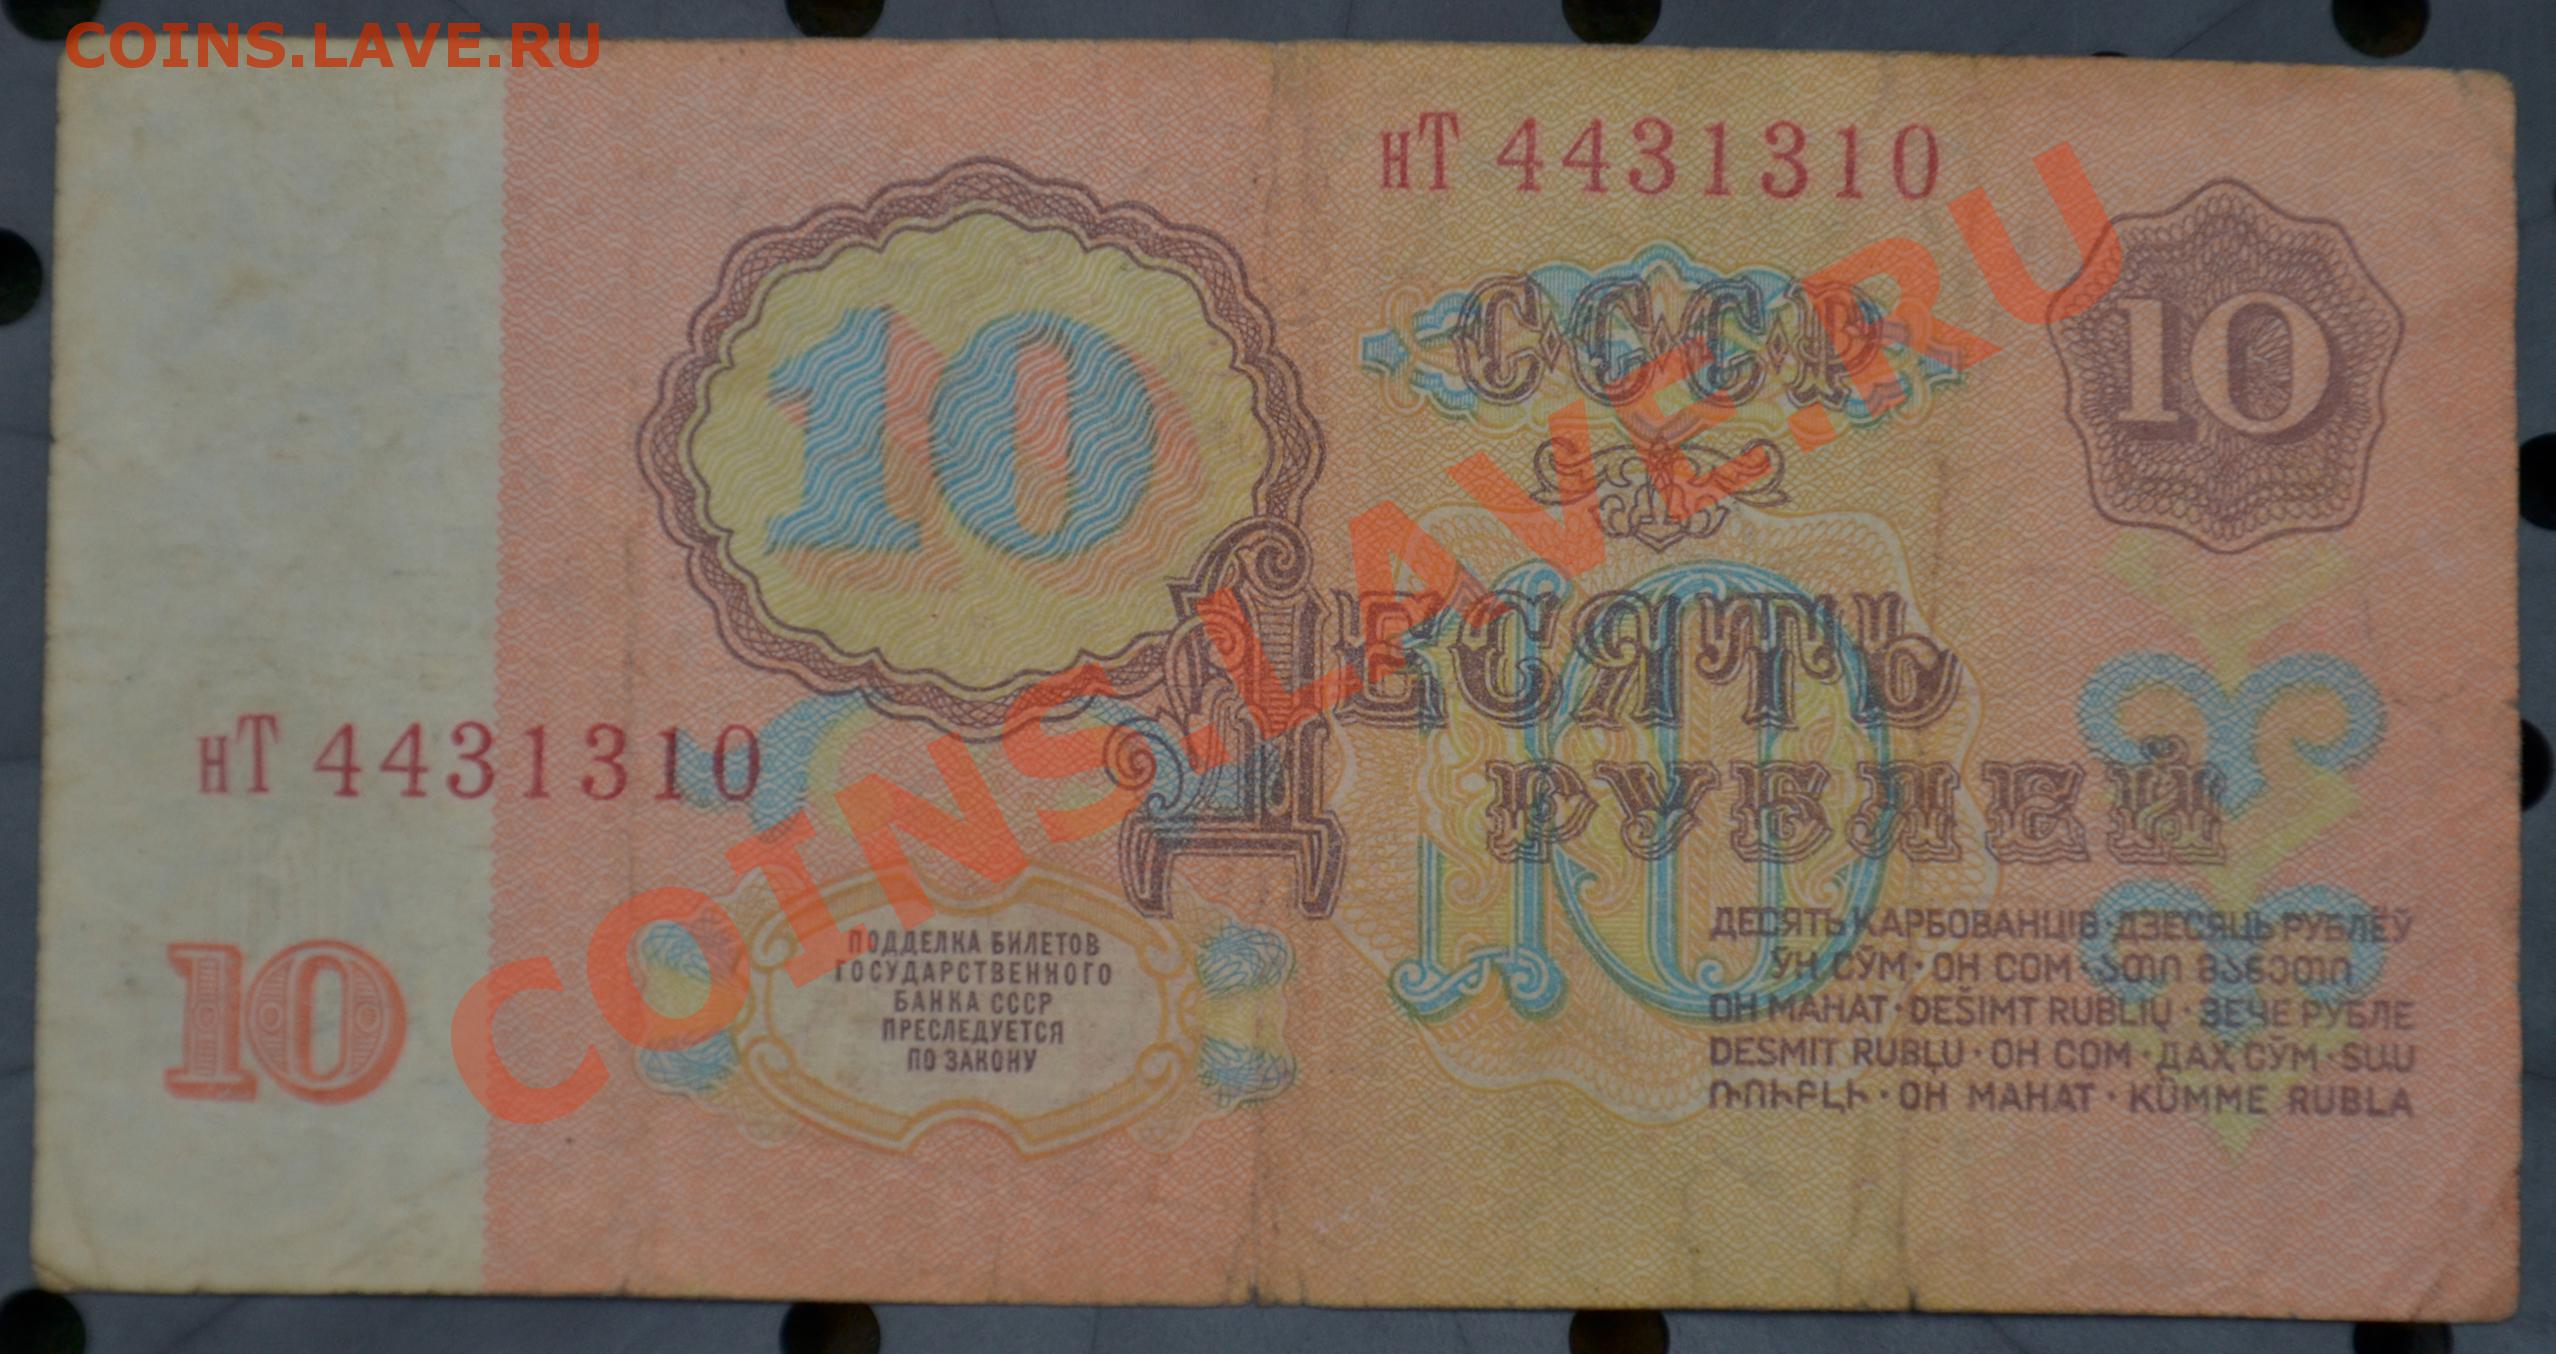 COINS.LAVE.RU
нТ 4431310
10
С·С·С·Р
10
ДЕСЯТЬ
10
РУБЛЕЙ
нТ 4431310
10
ПОДДЕЛКА БИЛЕТОВ
ГОСУДАРСТВЕННОГО
БАНКА СССР
ПРЕСЛЕДУЕТСЯ
ПО ЗАКОНУ
ДЕСЯТЬ КАРБОВАНЦІВ · ДЗЕСЯЦЬ РУБЛЁЎ
ЎН СЎМ · ОН СОМ · ათი მანეთი
ОН МАНАТ · DEŠIMT RUBLIŲ · ЗЕЧЕ РУБЛЕ
DESMIT RUBĻU · ОН СОМ · ДАҲ СӮМ · ՏԱՍ
ՌՈՒԲԼԻ · ОН МАНАТ · KÜMME RUBLA
COINS.LAVE.RU